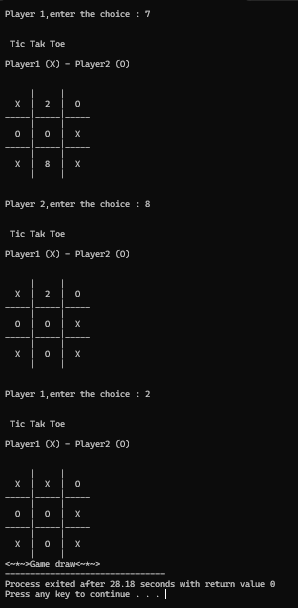 Player 1,enter the choice : 7
Tic Tak Toe
Player1 (X) - Player2 (O)
     |     |
  X  |  2  |  O
_____|_____|_____
     |     |
  O  |  O  |  X
_____|_____|_____
     |     |
  X  |  8  |  X
     |     |
Player 2,enter the choice : 8
Tic Tak Toe
Player1 (X) - Player2 (O)
     |     |
  X  |  2  |  O
_____|_____|_____
     |     |
  O  |  O  |  X
_____|_____|_____
     |     |
  X  |  O  |  X
     |     |
Player 1,enter the choice : 2
Tic Tak Toe
Player1 (X) - Player2 (O)
     |     |
  X  |  X  |  O
_____|_____|_____
     |     |
  O  |  O  |  X
_____|_____|_____
     |     |
  X  |  O  |  X
     |     |
<~*~>Game draw<~*~>
--------------------------------
Process exited after 28.18 seconds with return value 0
Press any key to continue . . .